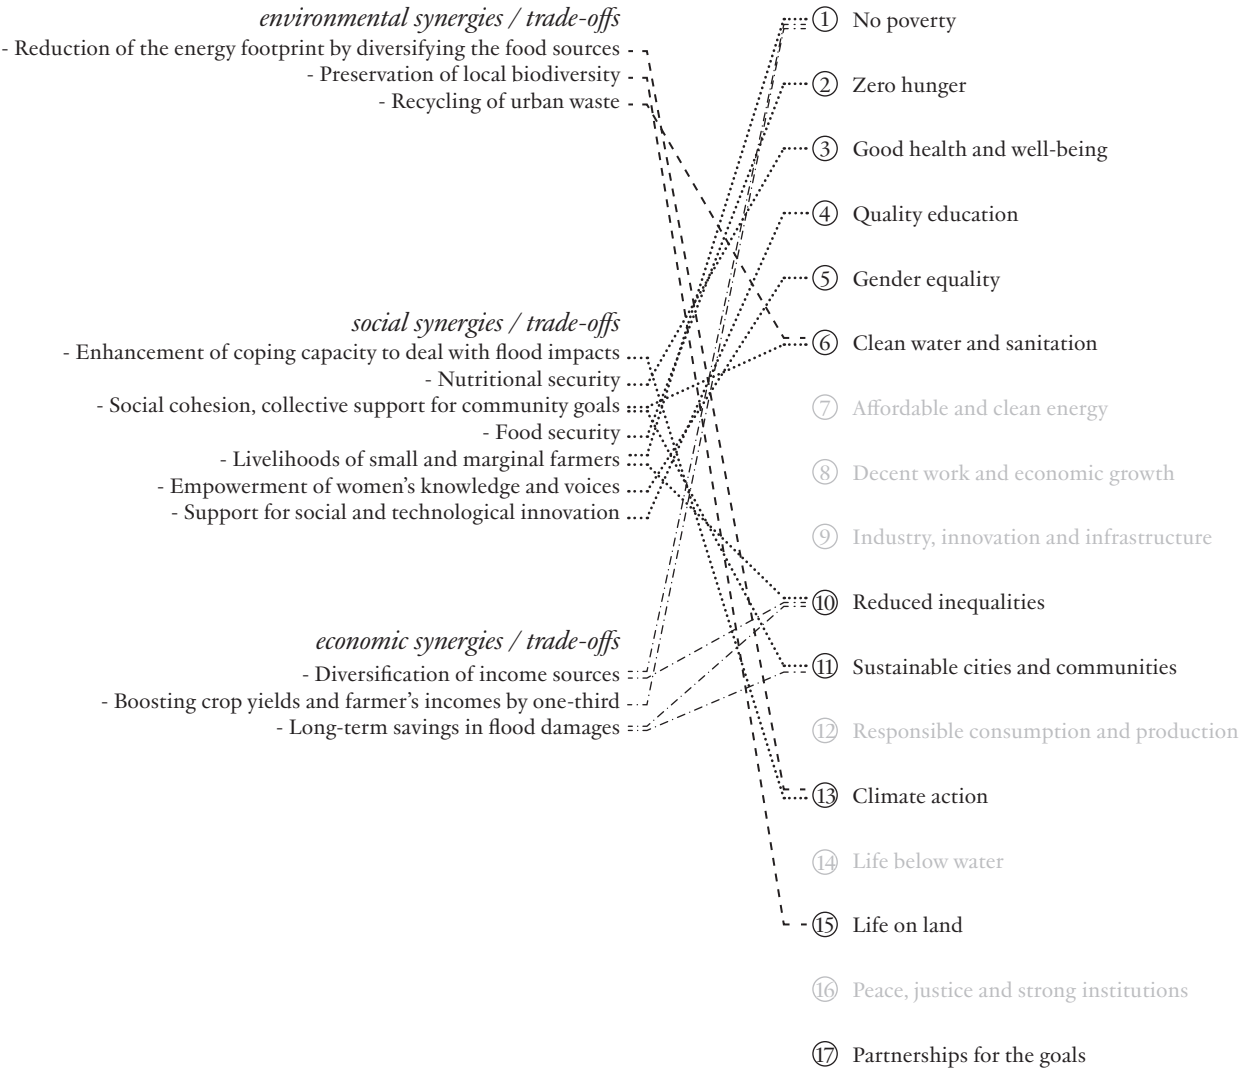 environmental synergies / trade-offs
- Reduction of the energy footprint by diversifying the food sources
- Preservation of local biodiversity
- Recycling of urban waste
social synergies / trade-offs
- Enhancement of coping capacity to deal with flood impacts
- Nutritional security
- Social cohesion, collective support for community goals
- Food security
- Livelihoods of small and marginal farmers
- Empowerment of women's knowledge and voices
- Support for social and technological innovation
economic synergies / trade-offs
- Diversification of income sources
- Boosting crop yields and farmer's incomes by one-third
- Long-term savings in flood damages
1 No poverty
2 Zero hunger
3 Good health and well-being
4 Quality education
5 Gender equality
6 Clean water and sanitation
7 Affordable and clean energy
8 Decent work and economic growth
9 Industry, innovation and infrastructure
10 Reduced inequalities
11 Sustainable cities and communities
12 Responsible consumption and production
13 Climate action
14 Life below water
15 Life on land
16 Peace, justice and strong institutions
17 Partnerships for the goals